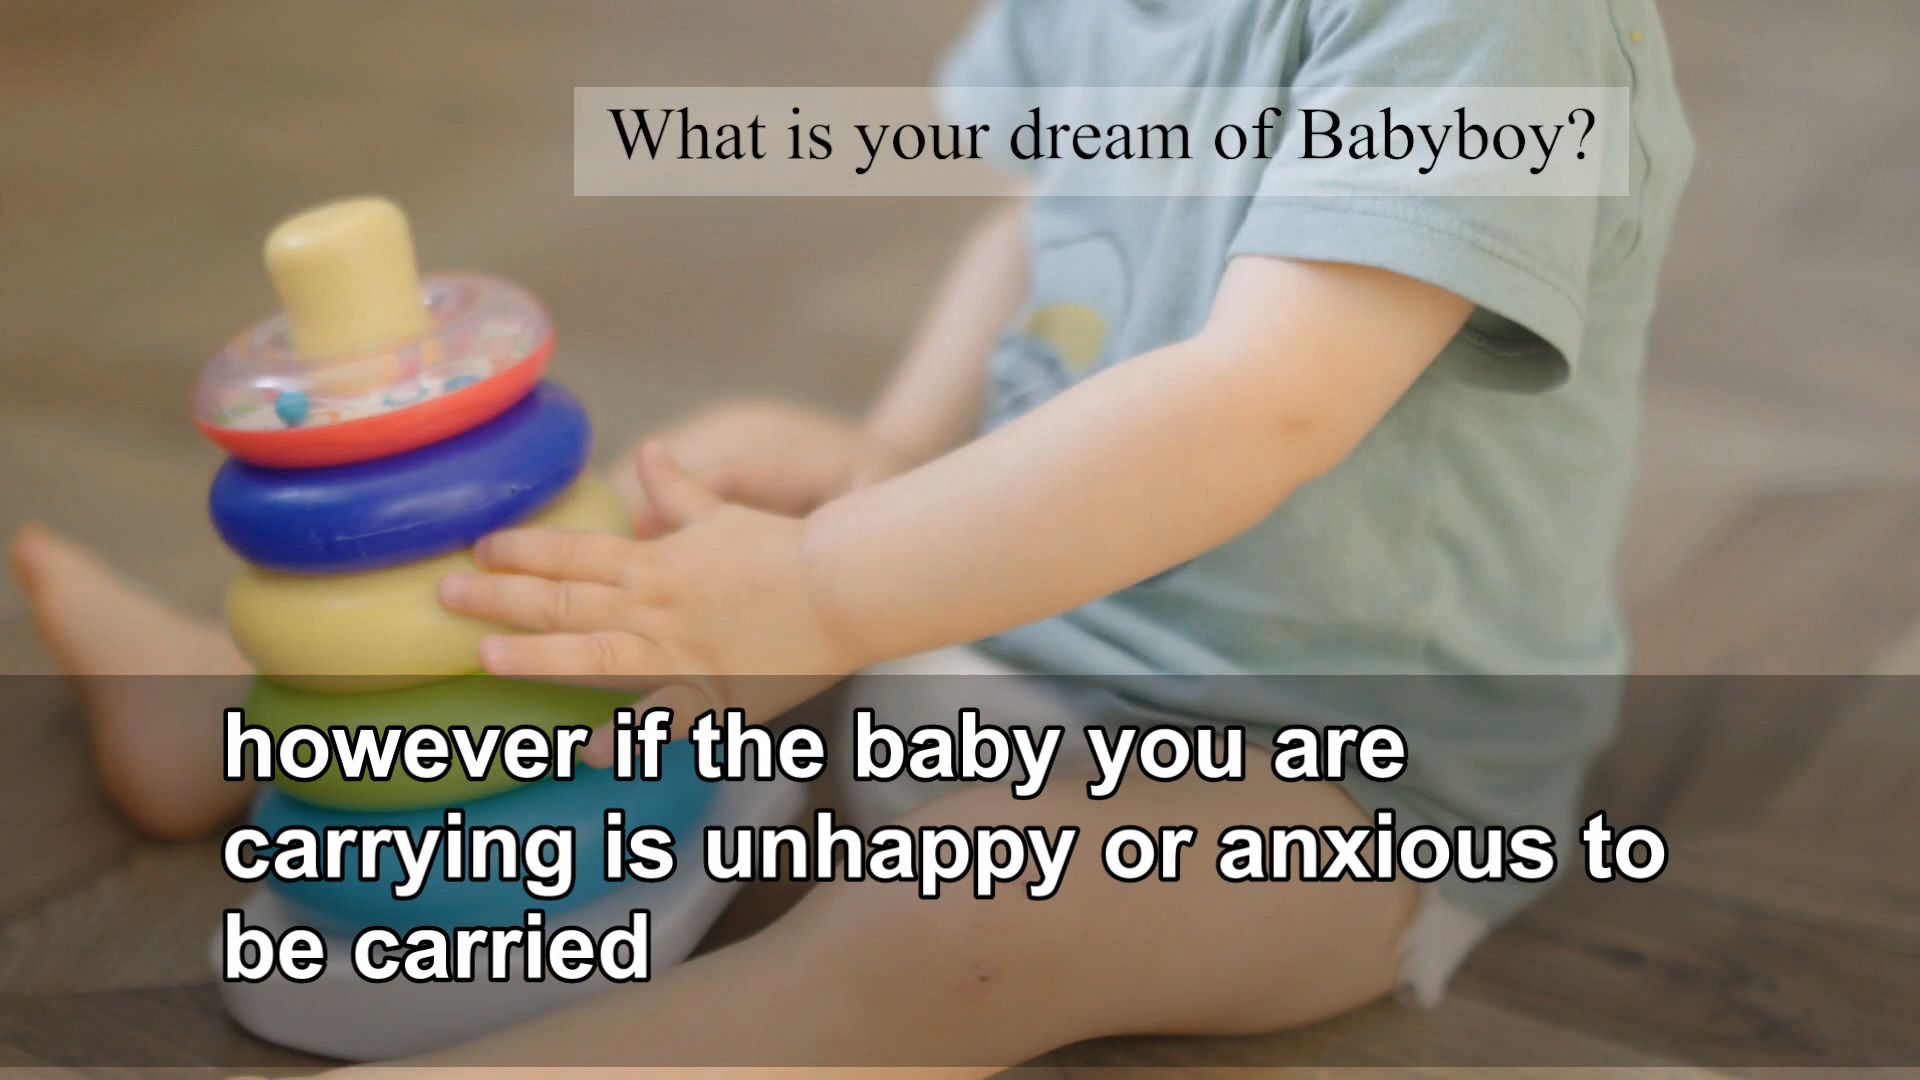 What is your dream of Babyboy?
however if the baby you are
carrying is unhappy or anxious to
be carried